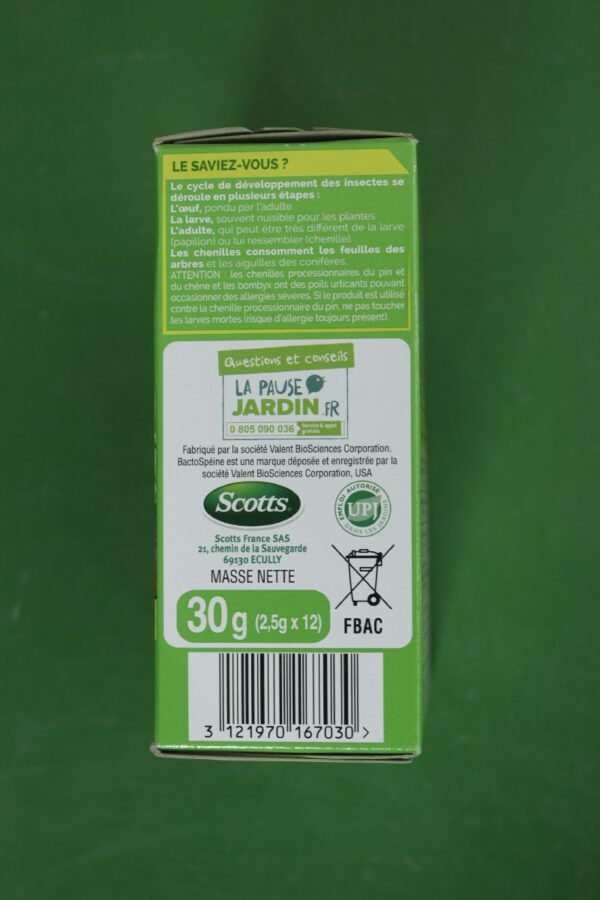 LE SAVIEZ-VOUS ?
Le cycle de développement des insectes se
déroule en plusieurs étapes :
L'œuf, pondu par l'adulte
La larve, souvent nuisible pour les plantes
L'adulte, qui peut être très différent de la larve
(papillon) ou lui ressembler (chenille).
Les chenilles consomment les feuilles des
arbres et les aiguilles des conifères.
ATTENTION : les chenilles processionnaires du pin et
du chêne et les bombyx ont des poils urticants pouvant
occasionner des allergies sévères. Si le produit est utilisé
contre la chenille processionnaire du pin, ne pas toucher
les larves mortes (risque d'allergie toujours présent).
Questions et conseils
LA PAUSE
JARDIN.FR
0 805 090 036 Service & appel
gratuits
Fabriqué par la société Valent BioSciences Corporation.
BactoSpéine est une marque déposée et enregistrée par la
société Valent BioSciences Corporation, USA
Scotts
EMPLOI AUTORISÉ
UPJ
DANS LES JARDINS
Scotts France SAS
21, chemin de la Sauvegarde
69130 ECULLY
MASSE NETTE
30g (2,5g x 12)
FBAC
3 121970 167030 >